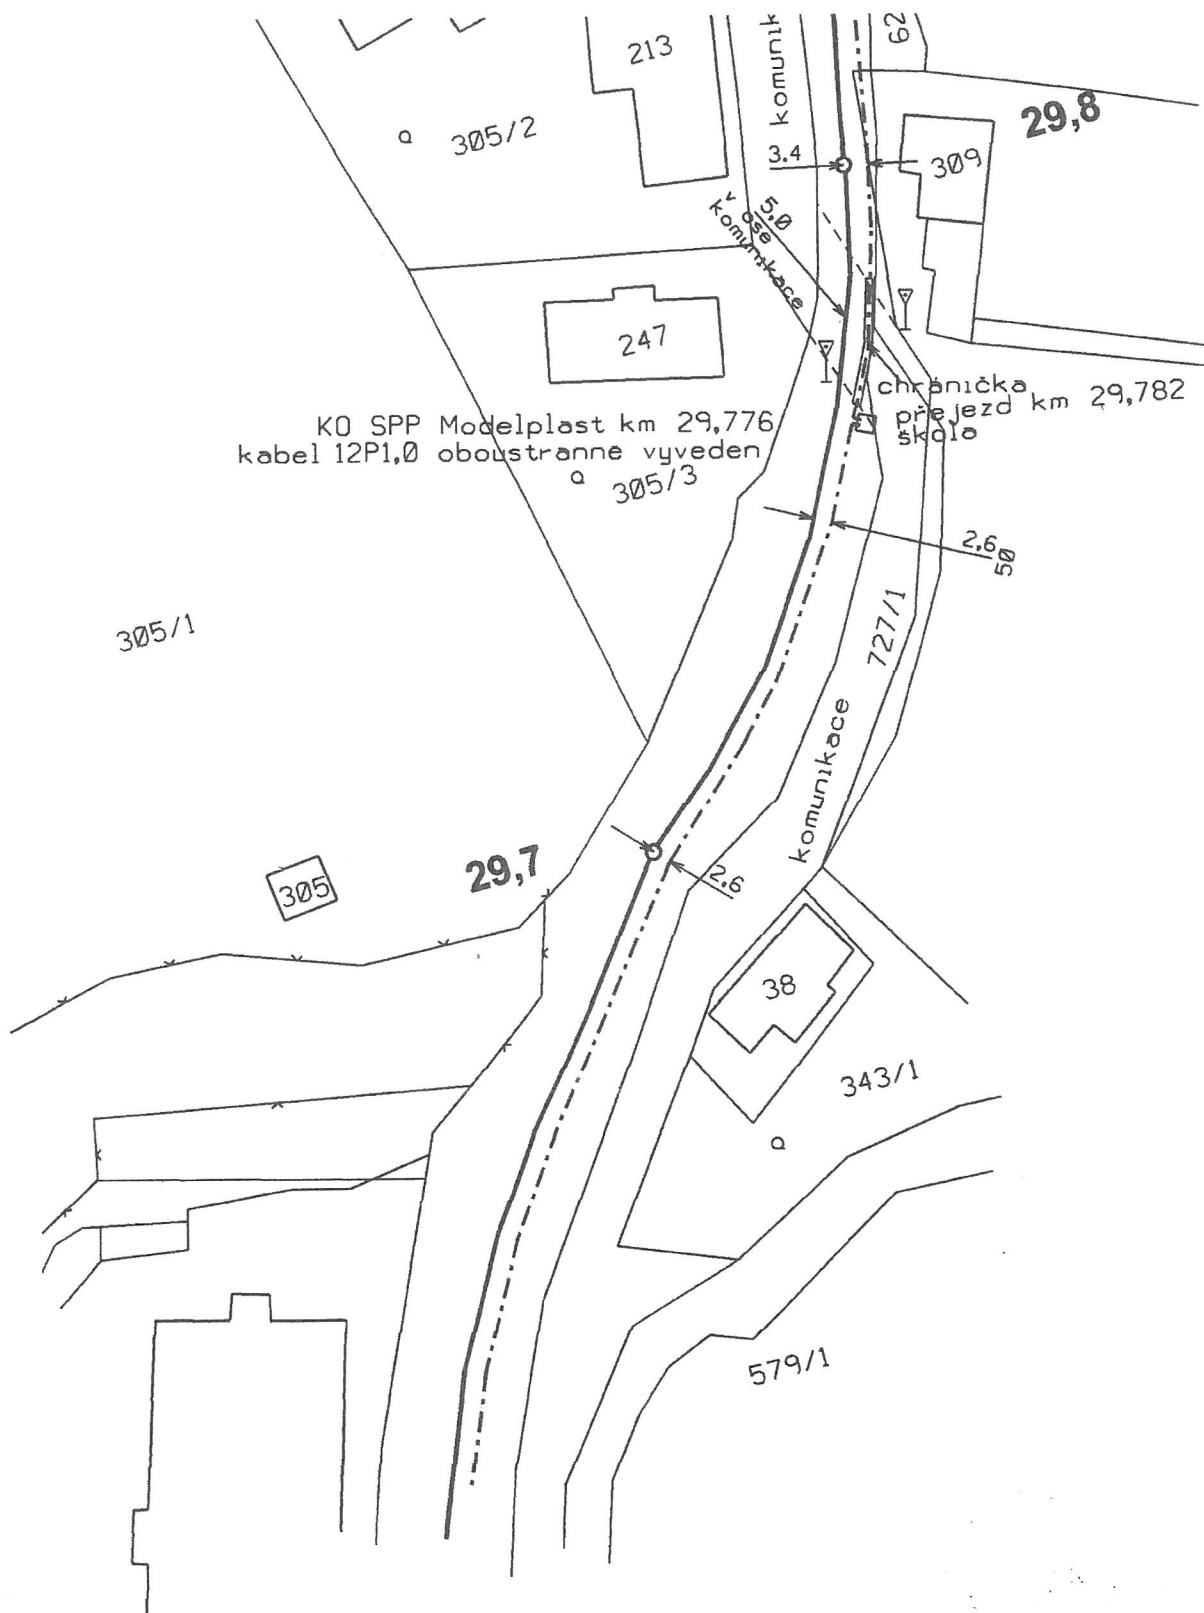 213
komunik
62
29,8
305/2
3.4
309
5,0
k ose
komunikace
247
chránička
přejezd km 29,782
škola
KO SPP Modelplast km 29,776
kabel 12P1,0 oboustranne vyveden
305/3
2,6
50
305/1
727/1
komunikace
29,7
2,6
305
38
343/1
579/1